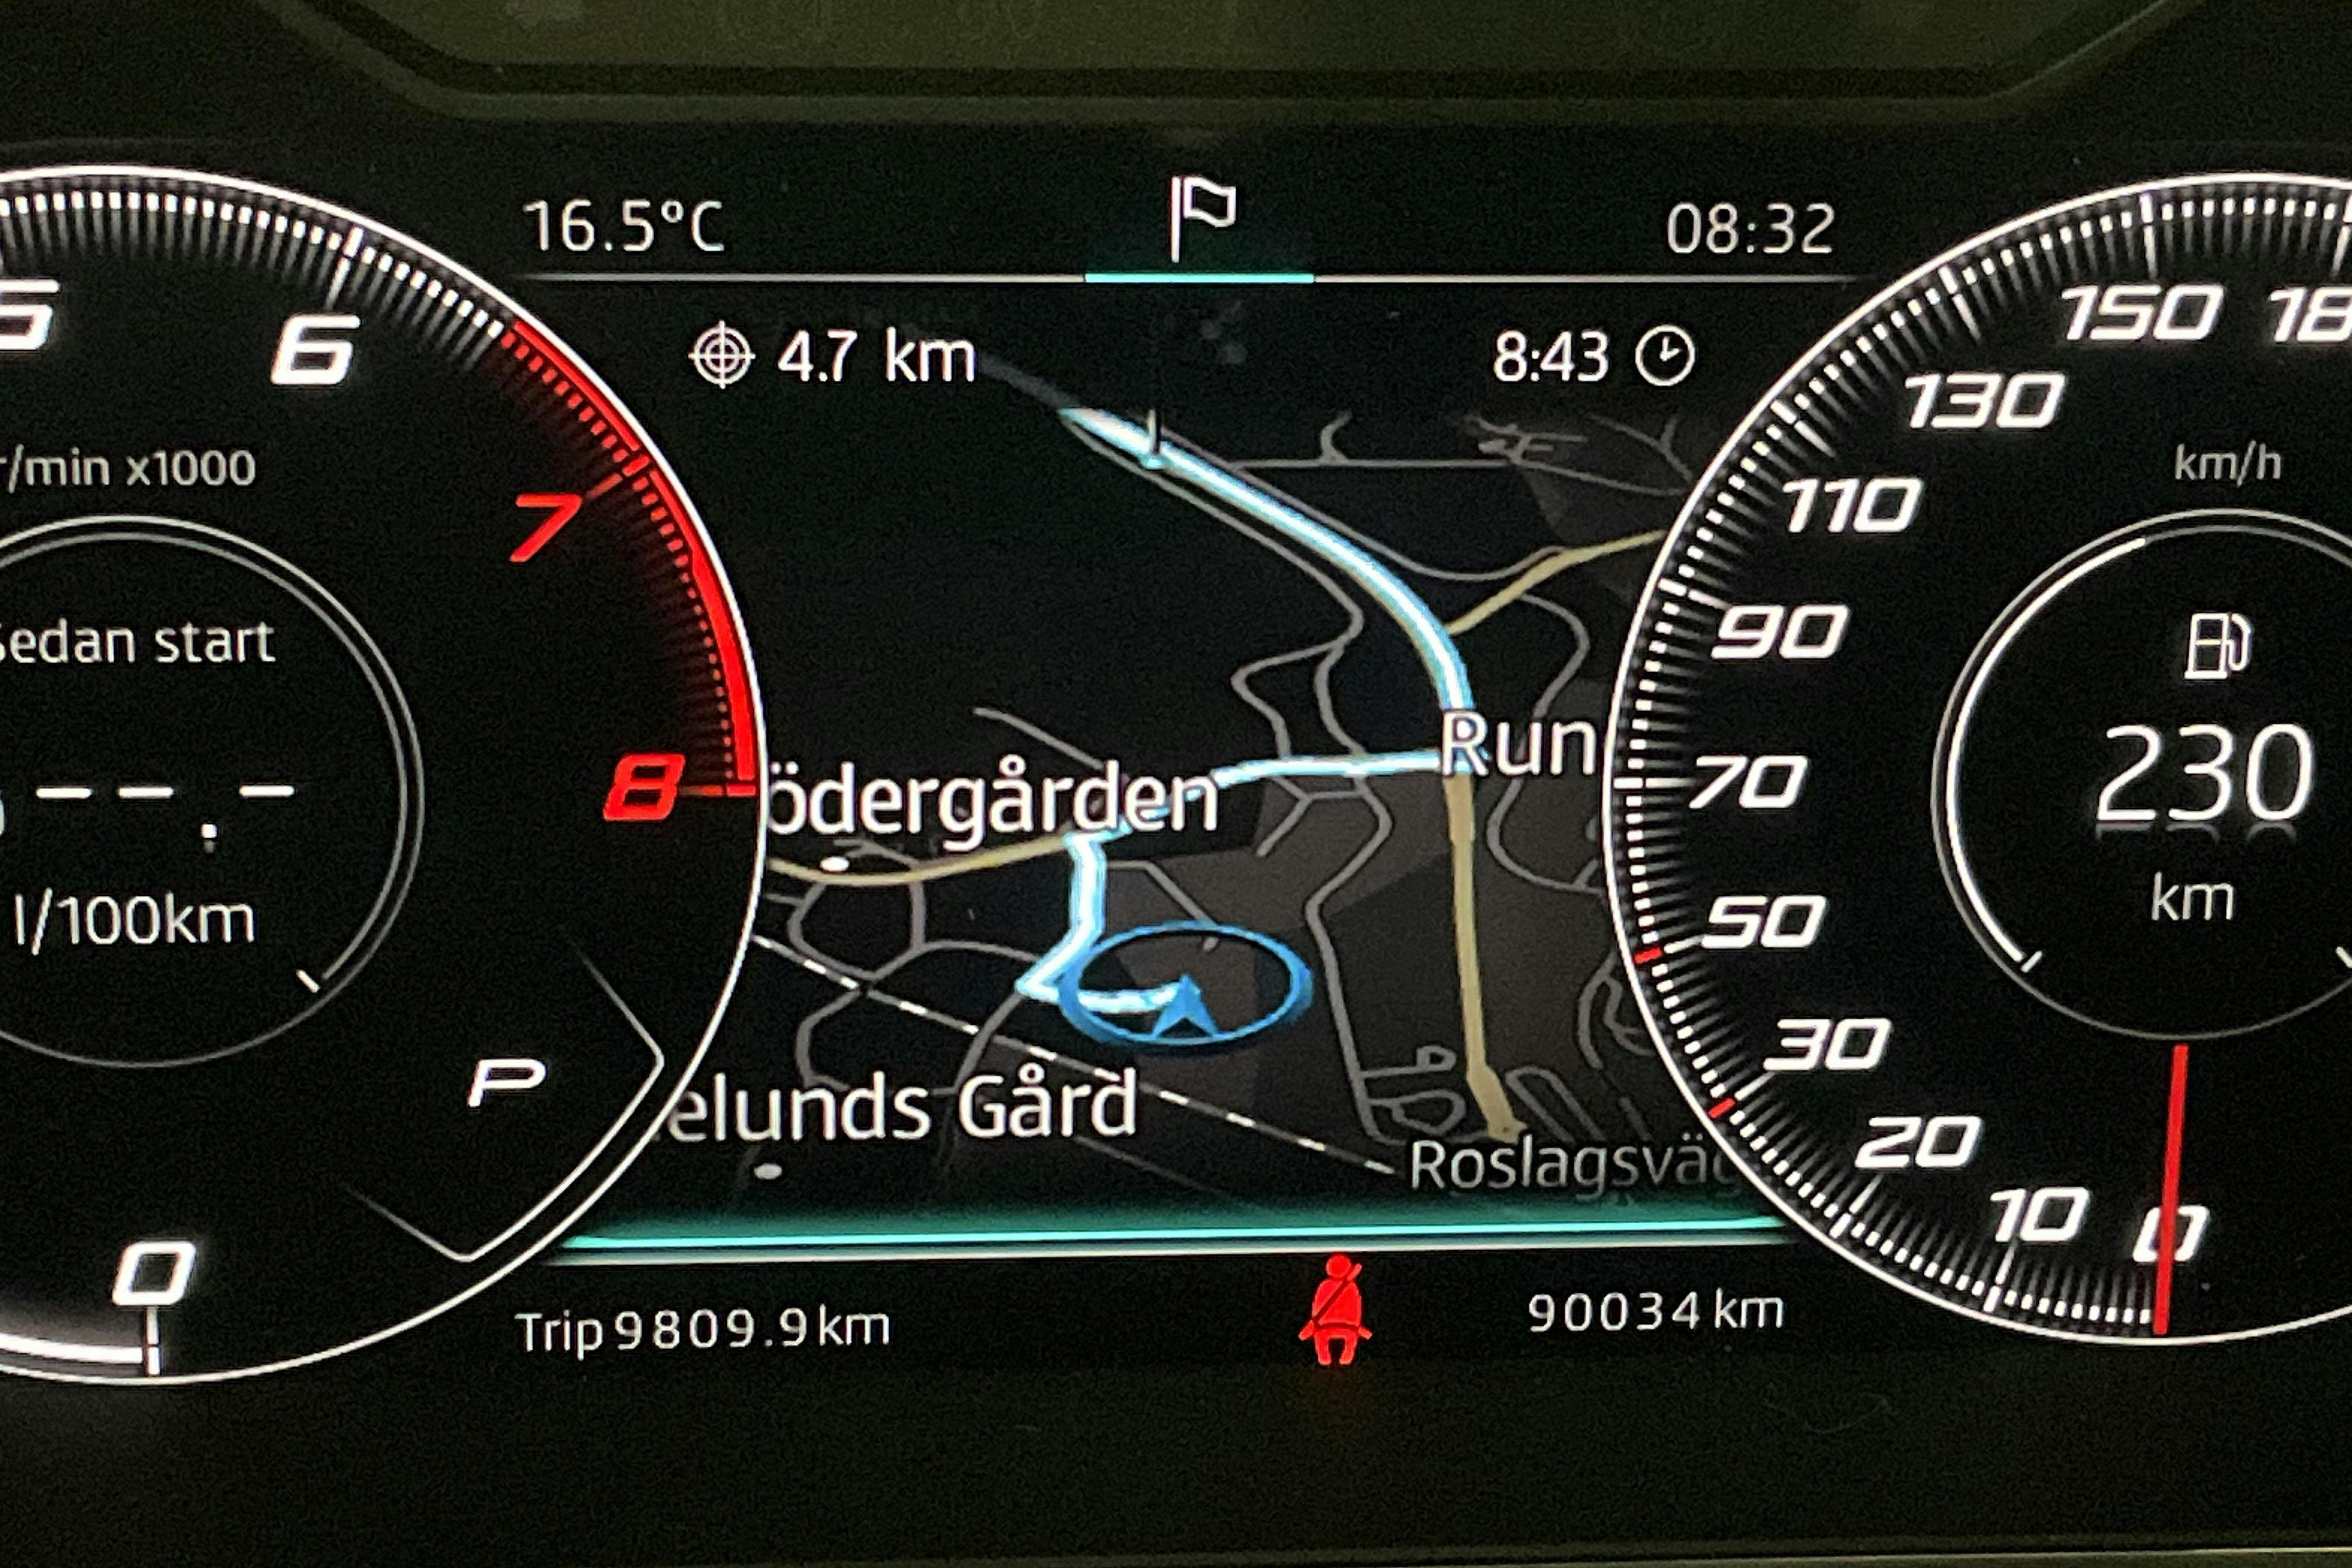 16.5°C
08:32
4.7 km
8:43
6
7
8
r/min x1000
Sedan start
l/100km
P
0
ödergården
Run
elunds Gård
Roslagsväg
150
130
110
90
70
50
30
20
10
0
km/h
230
km
Trip 9809.9 km
90034 km